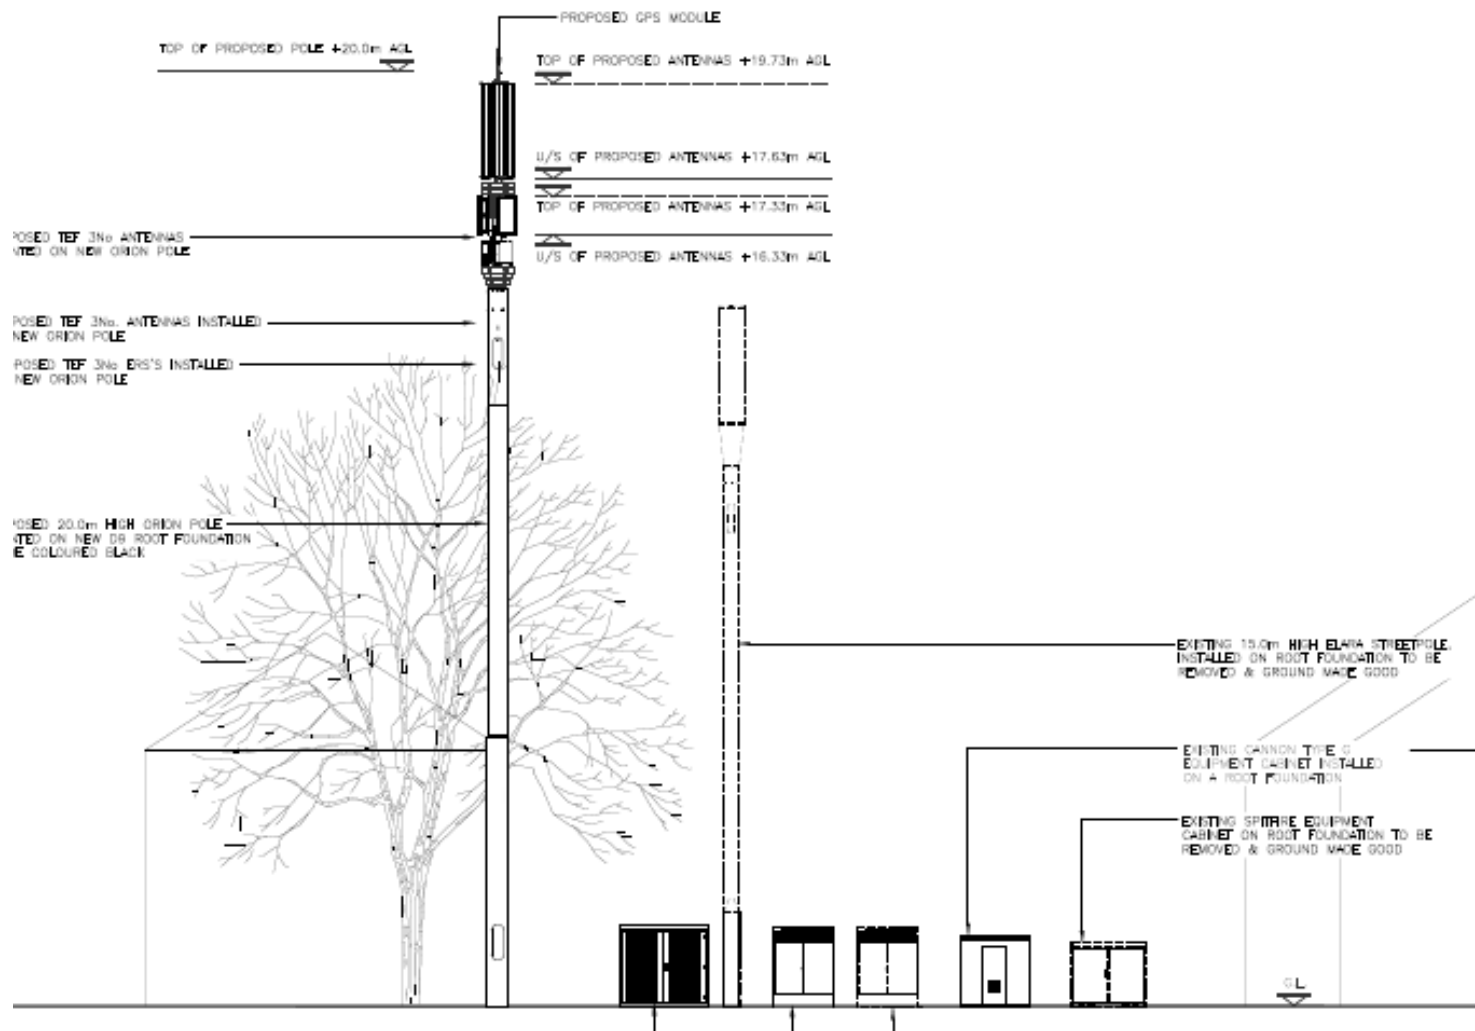 PROPOSED GPS MODULE
TOP OF PROPOSED POLE +20.0m AGL
TOP OF PROPOSED ANTENNAS +19.73m AGL
U/S OF PROPOSED ANTENNAS +17.63m AGL
TOP OF PROPOSED ANTENNAS +17.33m AGL
U/S OF PROPOSED ANTENNAS +16.33m AGL
POSED TEF 3No ANTENNAS
NTED ON NEW ORION POLE
POSED TEF 3No. ANTENNAS INSTALLED
NEW ORION POLE
POSED TEF 3No ERS'S INSTALLED
NEW ORION POLE
POSED 20.0m HIGH ORION POLE
NTED ON NEW D9 ROOT FOUNDATION
E COLOURED BLACK
EXISTING 15.0m HIGH ELARA STREETPOLE,
INSTALLED ON ROOT FOUNDATION TO BE
REMOVED & GROUND MADE GOOD
EXISTING CANNON TYPE G
EQUIPMENT CABINET INSTALLED
ON A ROOT FOUNDATION
EXISTING SPITFIRE EQUIPMENT
CABINET ON ROOT FOUNDATION TO BE
REMOVED & GROUND MADE GOOD
GL